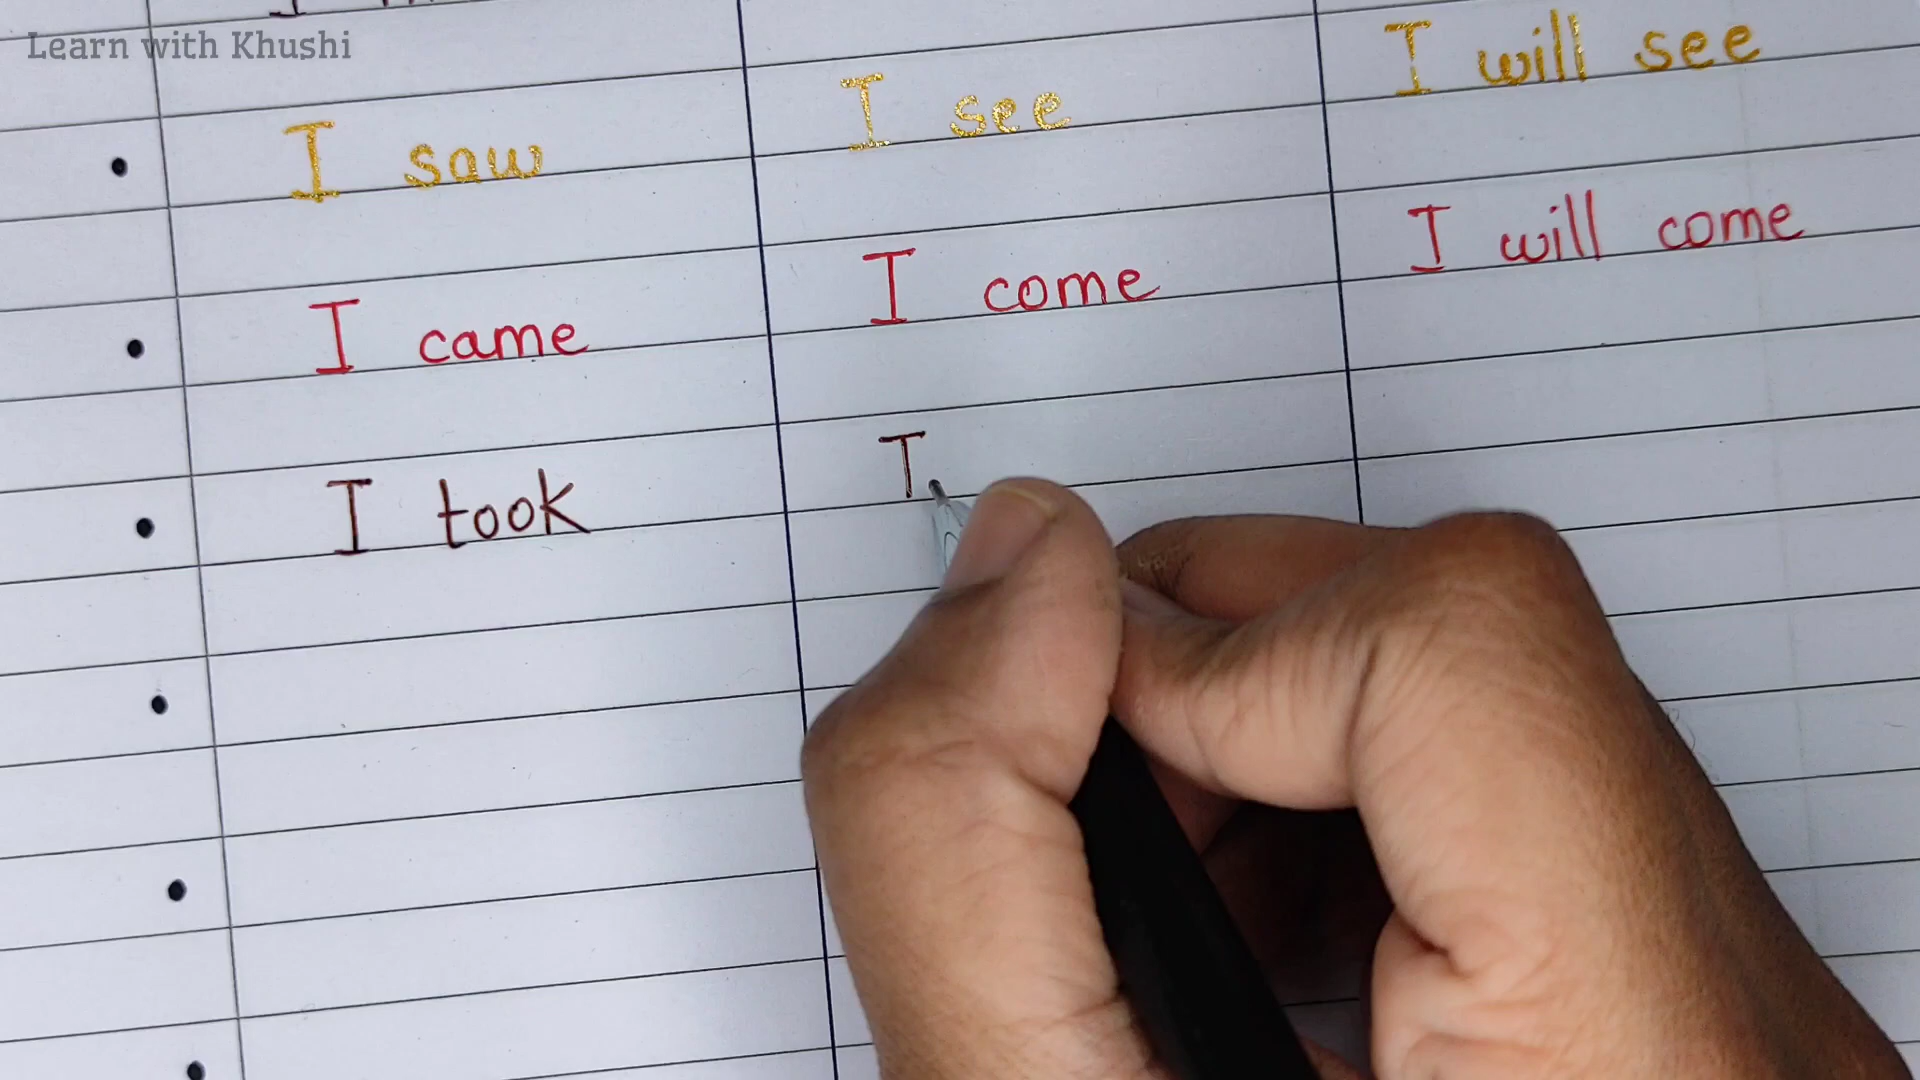 Learn with Khushi
I saw I see I will see
I came I come I will come
I took I